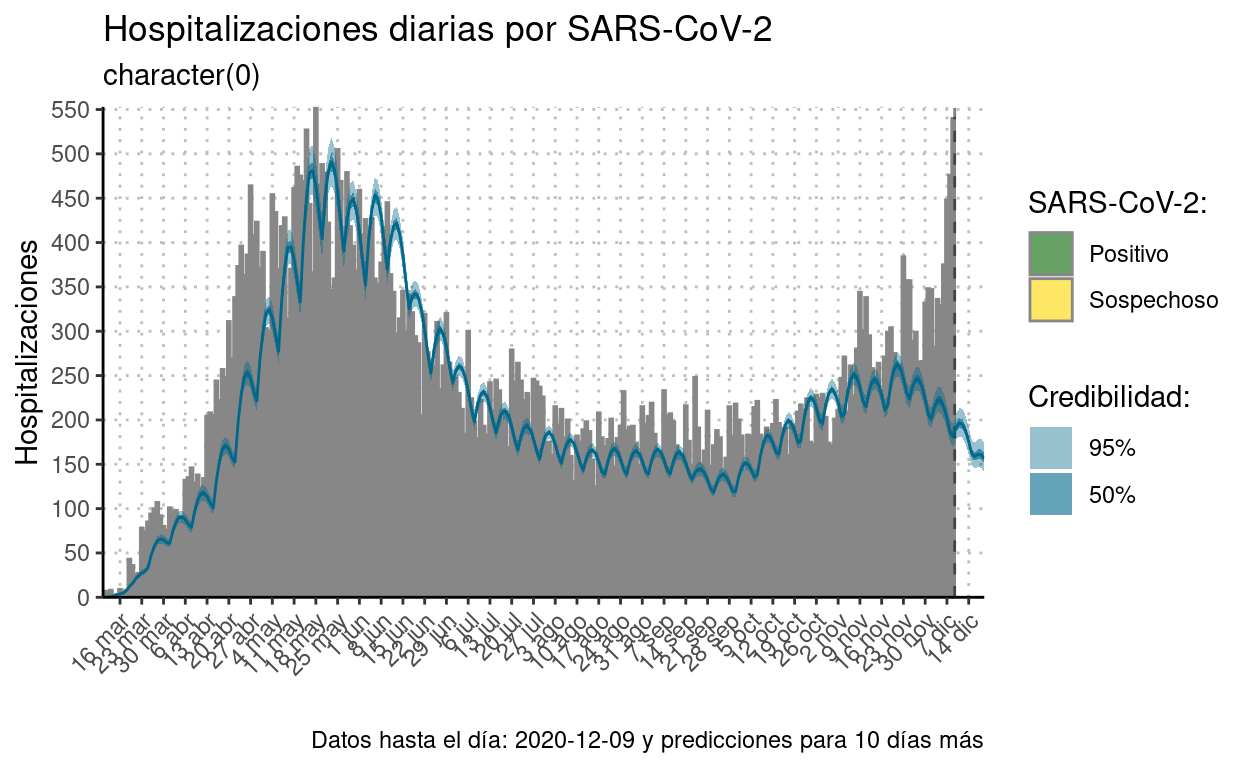 Hospitalizaciones diarias por SARS-CoV-2
character(0)
Hospitalizaciones
550
500
450
400
350
300
250
200
150
100
50
0
16 mar
23 mar
30 mar
6 abr
13 abr
20 abr
27 abr
4 may
11 may
18 may
25 may
1 jun
8 jun
15 jun
22 jun
29 jun
6 jul
13 jul
20 jul
27 jul
3 ago
10 ago
17 ago
24 ago
31 ago
7 sep
14 sep
21 sep
28 sep
5 oct
12 oct
19 oct
26 oct
2 nov
9 nov
16 nov
23 nov
30 nov
7 dic
14 dic
SARS-CoV-2:
Positivo
Sospechoso
Credibilidad:
95%
50%
Datos hasta el día: 2020-12-09 y predicciones para 10 días más